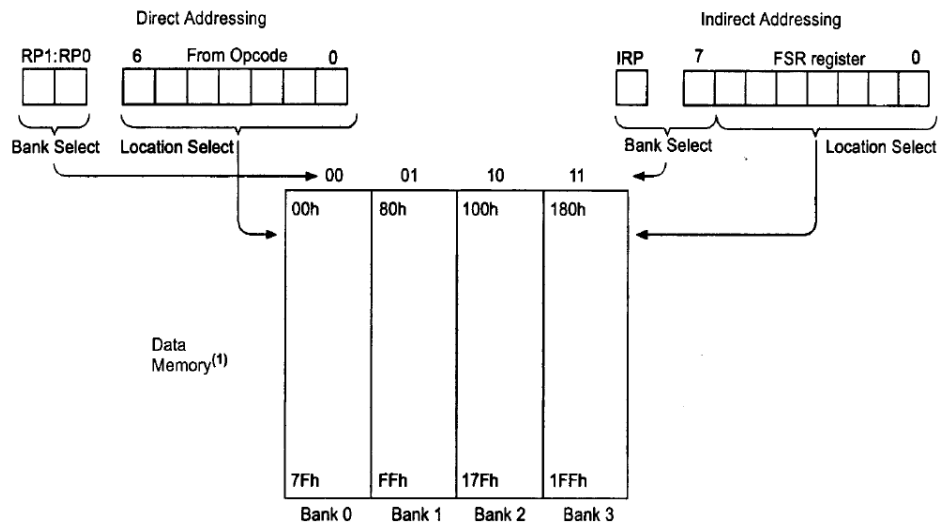 Direct Addressing
Indirect Addressing
RP1:RP0 6 From Opcode 0
IRP 7 FSR register 0
Bank Select Location Select
Bank Select Location Select
00 01 10 11
00h 80h 100h 180h
Data
Memory(1)
7Fh FFh 17Fh 1FFh
Bank 0 Bank 1 Bank 2 Bank 3